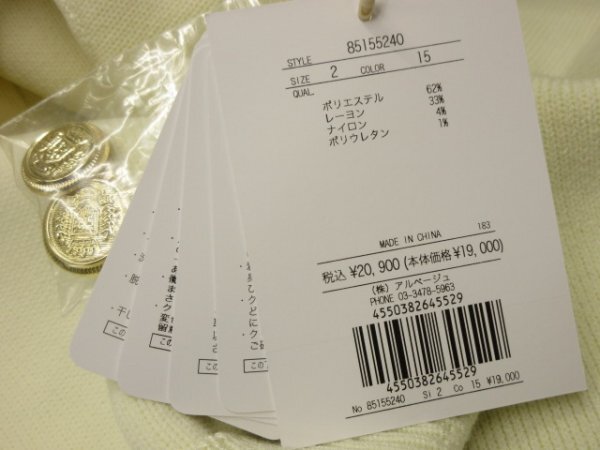 STYLE 85155240
SIZE 2 COLOR 15
QUAL.
ポリエステル 62%
レーヨン 33%
ナイロン 4%
ポリウレタン 1%
MADE IN CHINA 183
税込 ¥20,900(本体価格¥19,000)
(株) アルページュ
PHONE 03-3478-5963
4550382645529
4550382645529
No 85155240 Si 2 Co 15 ¥19,000